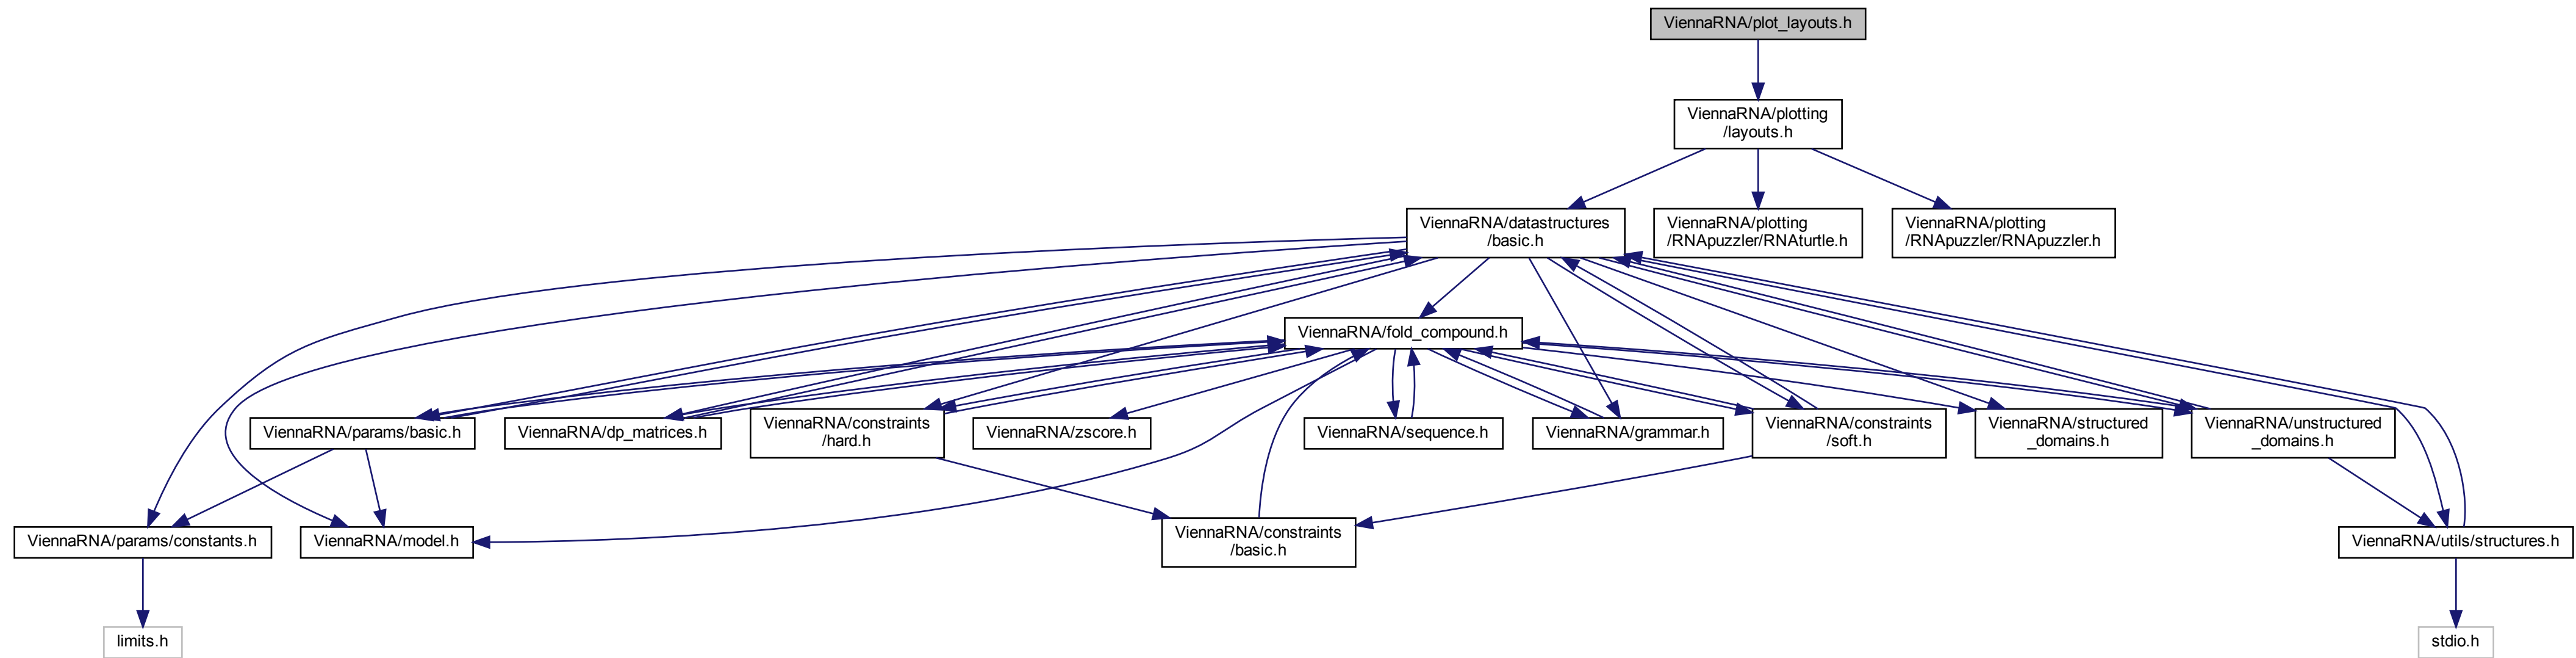 ViennaRNA/plot_layouts.h
ViennaRNA/plotting
/layouts.h
ViennaRNA/datastructures
/basic.h
ViennaRNA/plotting
/RNApuzzler/RNAturtle.h
ViennaRNA/plotting
/RNApuzzler/RNApuzzler.h
ViennaRNA/fold_compound.h
ViennaRNA/params/basic.h
ViennaRNA/dp_matrices.h
ViennaRNA/constraints
/hard.h
ViennaRNA/zscore.h
ViennaRNA/sequence.h
ViennaRNA/grammar.h
ViennaRNA/constraints
/soft.h
ViennaRNA/structured
_domains.h
ViennaRNA/unstructured
_domains.h
ViennaRNA/params/constants.h
ViennaRNA/model.h
ViennaRNA/constraints
/basic.h
ViennaRNA/utils/structures.h
limits.h
stdio.h